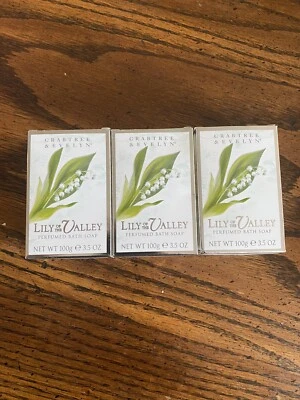 CRABTREE
& EVELYN®
LILY OF THE VALLEY
PERFUMED BATH SOAP
NET WT 100g ℮ 3.5 OZ
CRABTREE
& EVELYN®
LILY OF THE VALLEY
PERFUMED BATH SOAP
NET WT 100g ℮ 3.5 OZ
CRABTREE
& EVELYN®
LILY OF THE VALLEY
PERFUMED BATH SOAP
NET WT 100g ℮ 3.5 OZ